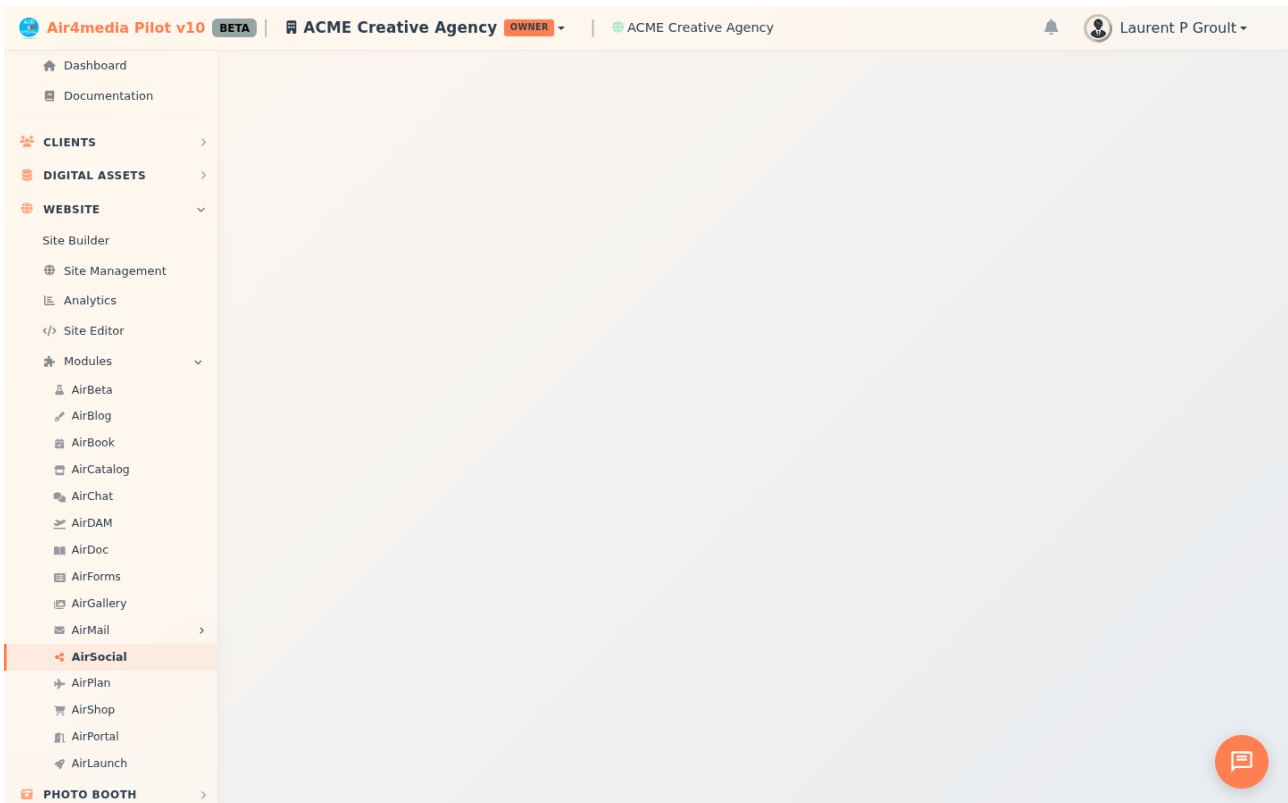 Air4media Pilot v10 BETA ACME Creative Agency OWNER ACME Creative Agency Laurent P Groult
Dashboard
Documentation
CLIENTS
DIGITAL ASSETS
WEBSITE
Site Builder
Site Management
Analytics
Site Editor
Modules
AirBeta
AirBlog
AirBook
AirCatalog
AirChat
AirDAM
AirDoc
AirForms
AirGallery
AirMail
AirSocial
AirPlan
AirShop
AirPortal
AirLaunch
PHOTO BOOTH